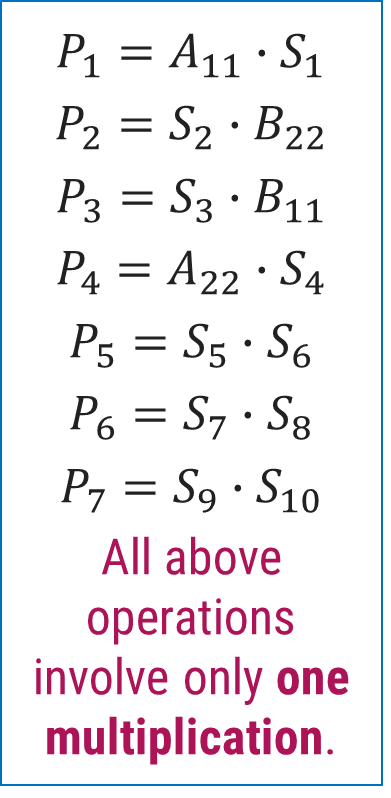 P₁ = A₁₁ · S₁
P₂ = S₂ · B₂₂
P₃ = S₃ · B₁₁
P₄ = A₂₂ · S₄
P₅ = S₅ · S₆
P₆ = S₇ · S₈
P₇ = S₉ · S₁₀
All above
operations
involve only one
multiplication.